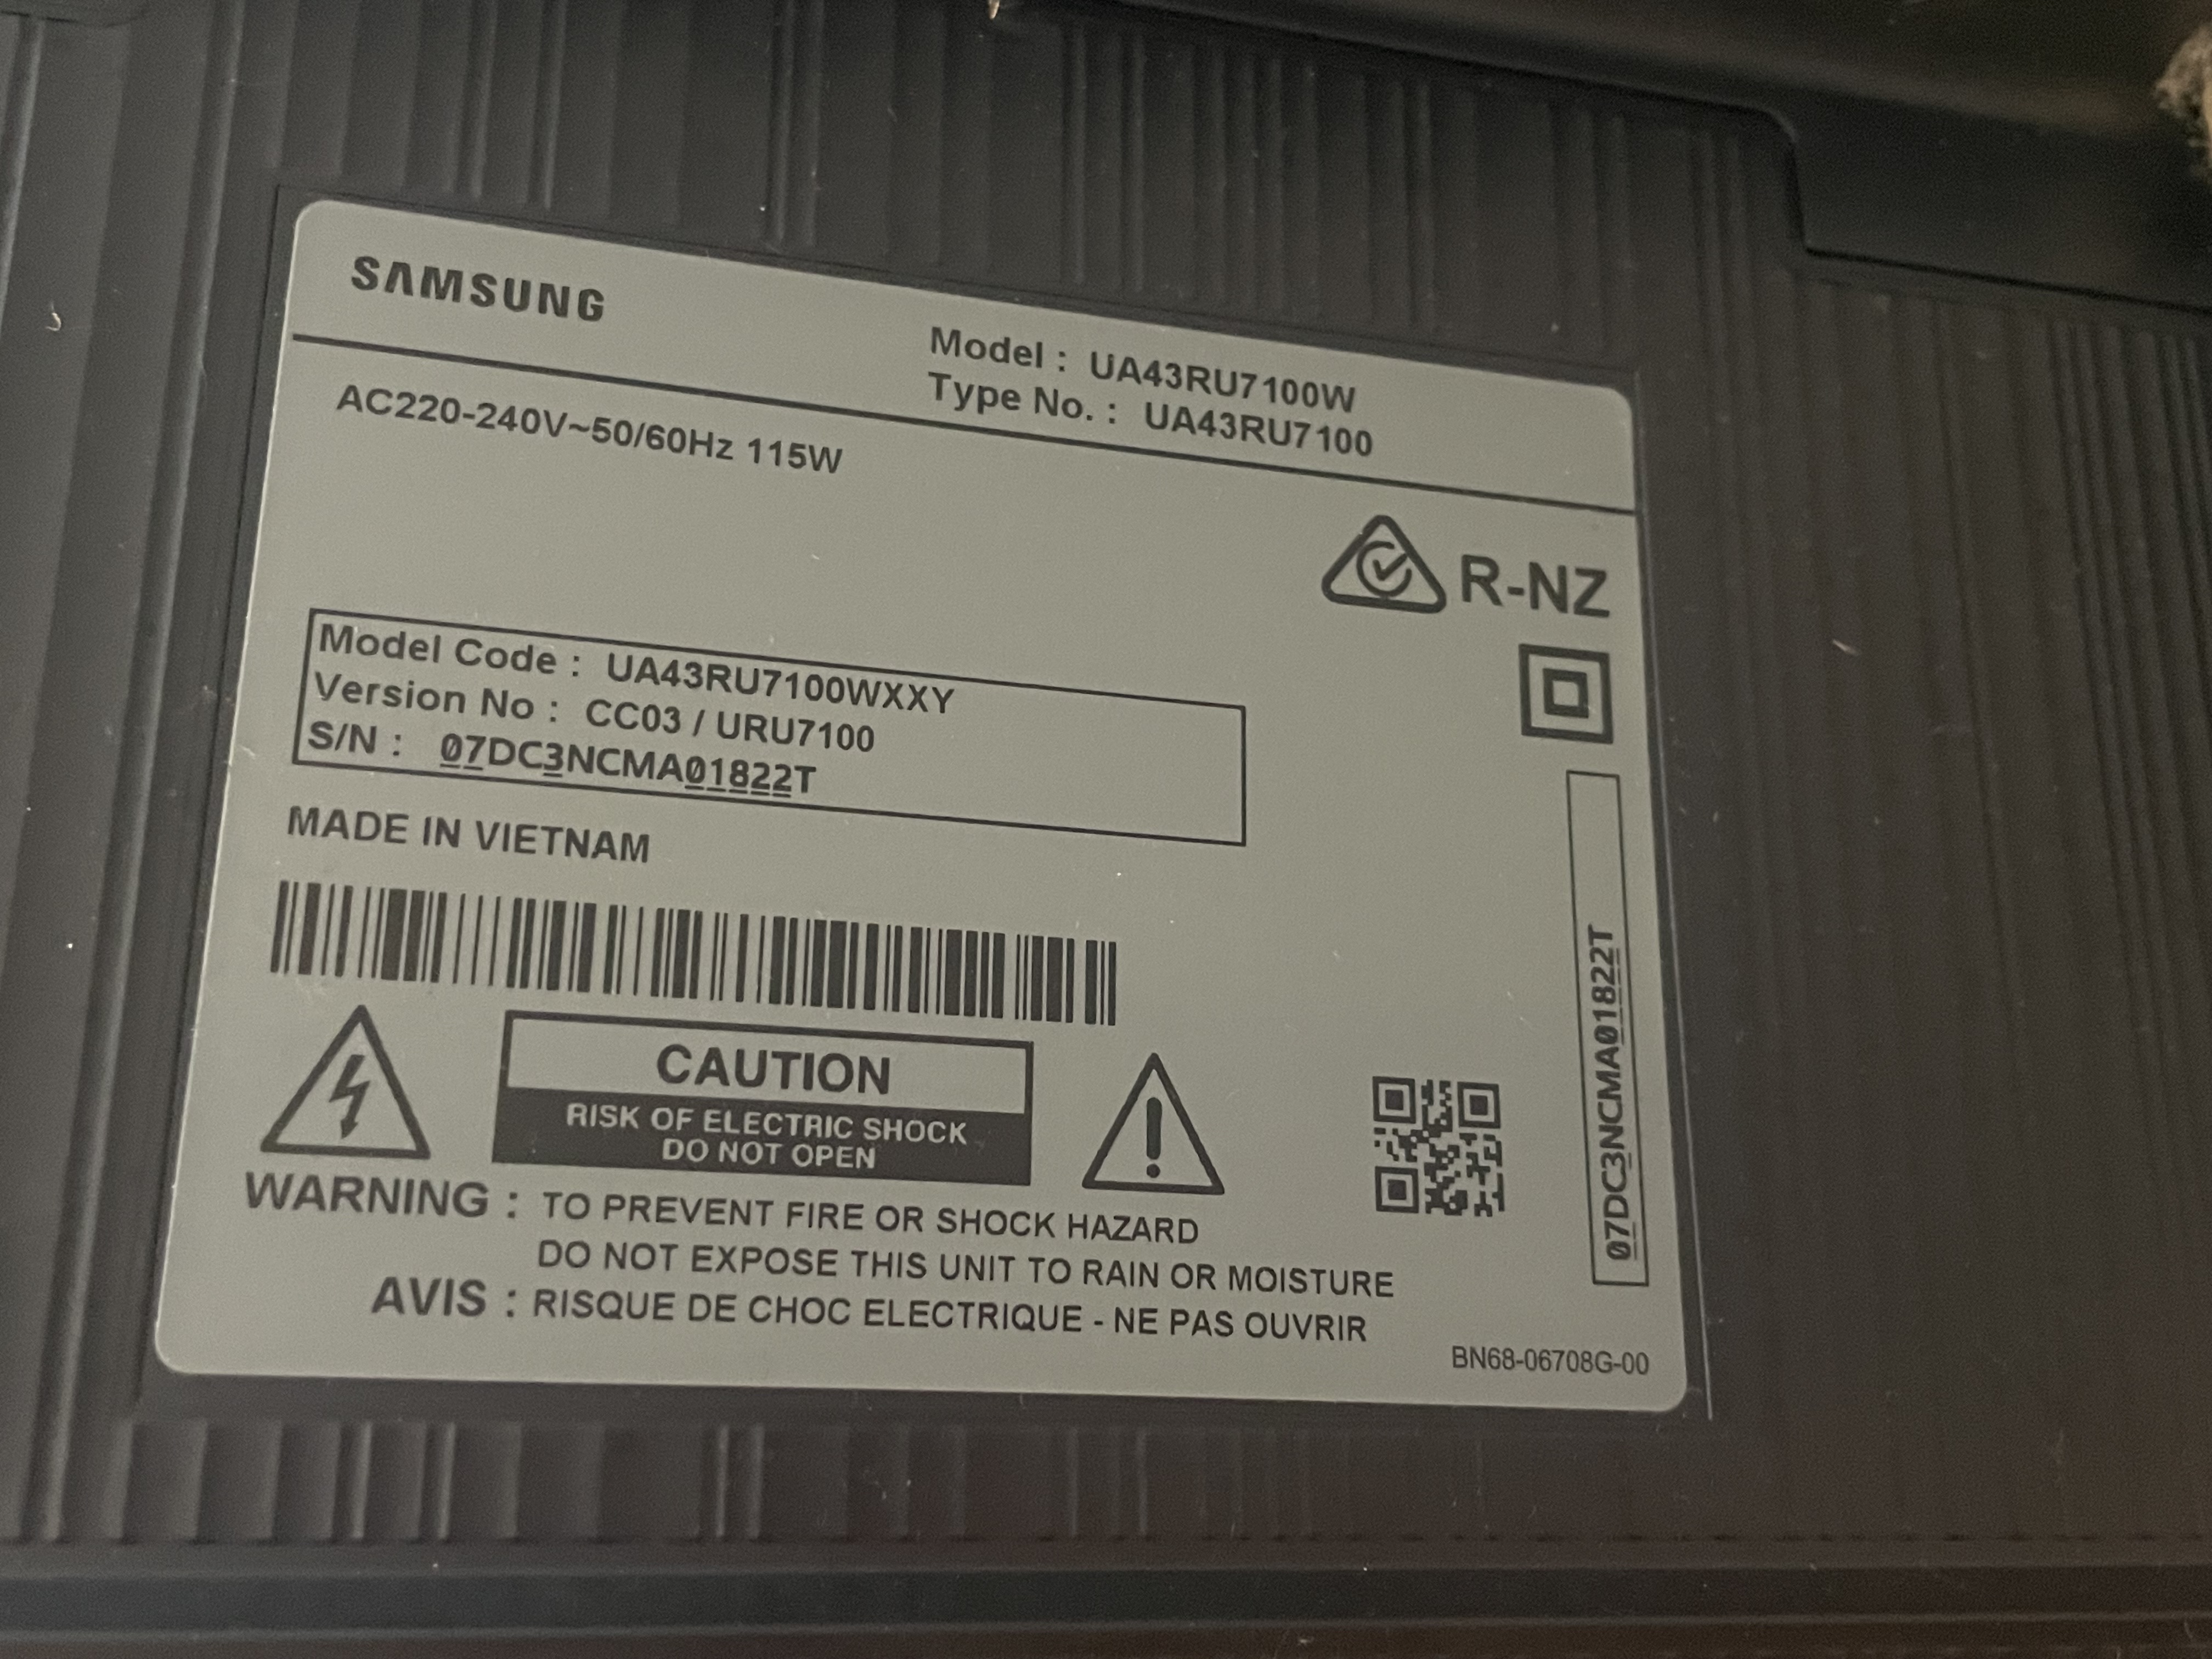 SAMSUNG
Model : UA43RU7100W
Type No. : UA43RU7100
AC220-240V~50/60Hz 115W
R-NZ
Model Code : UA43RU7100WXXY
Version No : CC03 / URU7100
S/N : 07DC3NCMA01822T
MADE IN VIETNAM
07DC3NCMA01822T
CAUTION
RISK OF ELECTRIC SHOCK
DO NOT OPEN
WARNING : TO PREVENT FIRE OR SHOCK HAZARD
DO NOT EXPOSE THIS UNIT TO RAIN OR MOISTURE
AVIS : RISQUE DE CHOC ELECTRIQUE - NE PAS OUVRIR
BN68-06708G-00